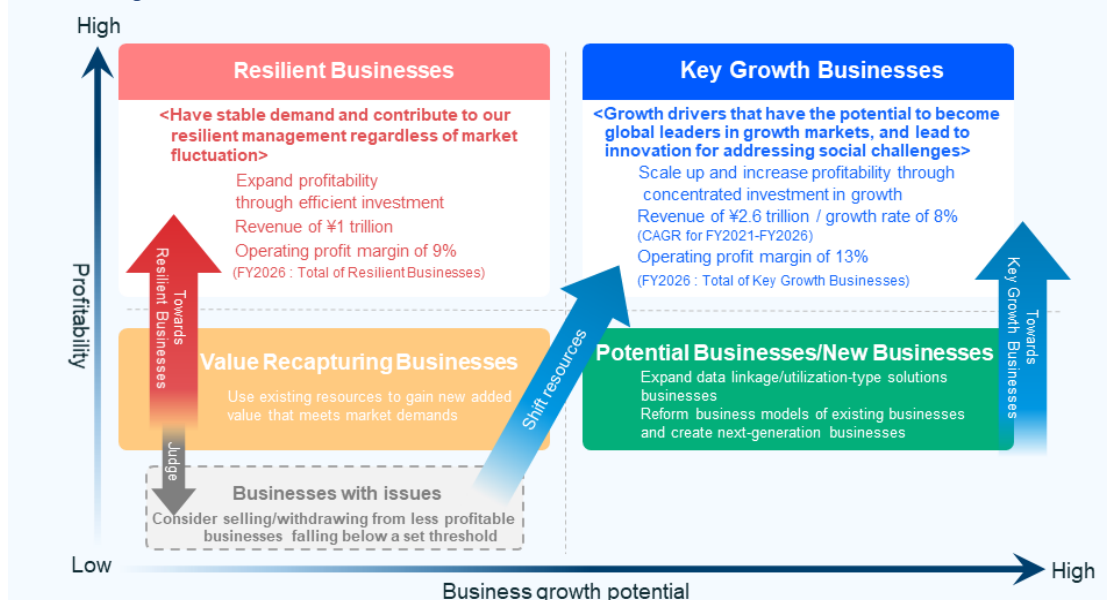 High
Resilient Businesses
<Have stable demand and contribute to our
resilient management regardless of market
fluctuation>
Expand profitability
through efficient investment
Revenue of ¥1 trillion
Operating profit margin of 9%
(FY2026 : Total of Resilient Businesses)
Key Growth Businesses
<Growth drivers that have the potential to become
global leaders in growth markets, and lead to
innovation for addressing social challenges>
Scale up and increase profitability through
concentrated investment in growth
Revenue of ¥2.6 trillion / growth rate of 8%
(CAGR for FY2021-FY2026)
Operating profit margin of 13%
(FY2026 : Total of Key Growth Businesses)
Profitability
Towards
Resilient Businesses
Value Recapturing Businesses
Use existing resources to gain new added
value that meets market demands
Judge
Shift resources
Potential Businesses/New Businesses
Expand data linkage/utilization-type solutions
businesses
Reform business models of existing businesses
and create next-generation businesses
Towards
Key Growth Businesses
Businesses with issues
Consider selling/withdrawing from less profitable
businesses falling below a set threshold
Low
High
Business growth potential